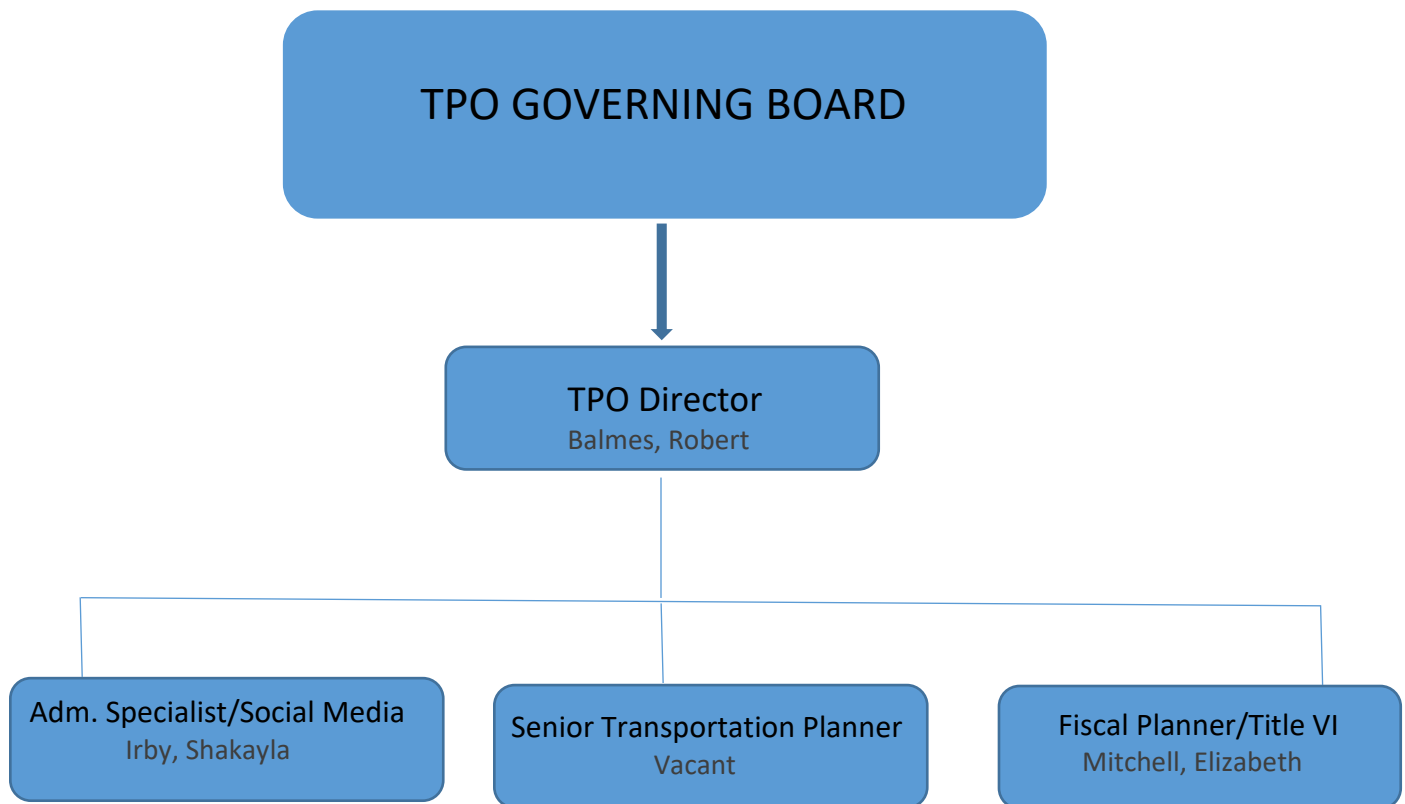 TPO GOVERNING BOARD
TPO Director
Balmes, Robert
Adm. Specialist/Social Media
Irby, Shakayla
Senior Transportation Planner
Vacant
Fiscal Planner/Title VI
Mitchell, Elizabeth